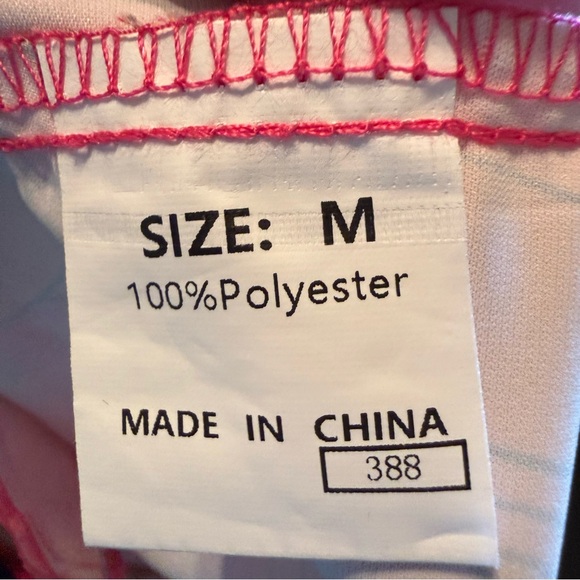 SIZE: M
100%Polyester
MADE IN CHINA
388